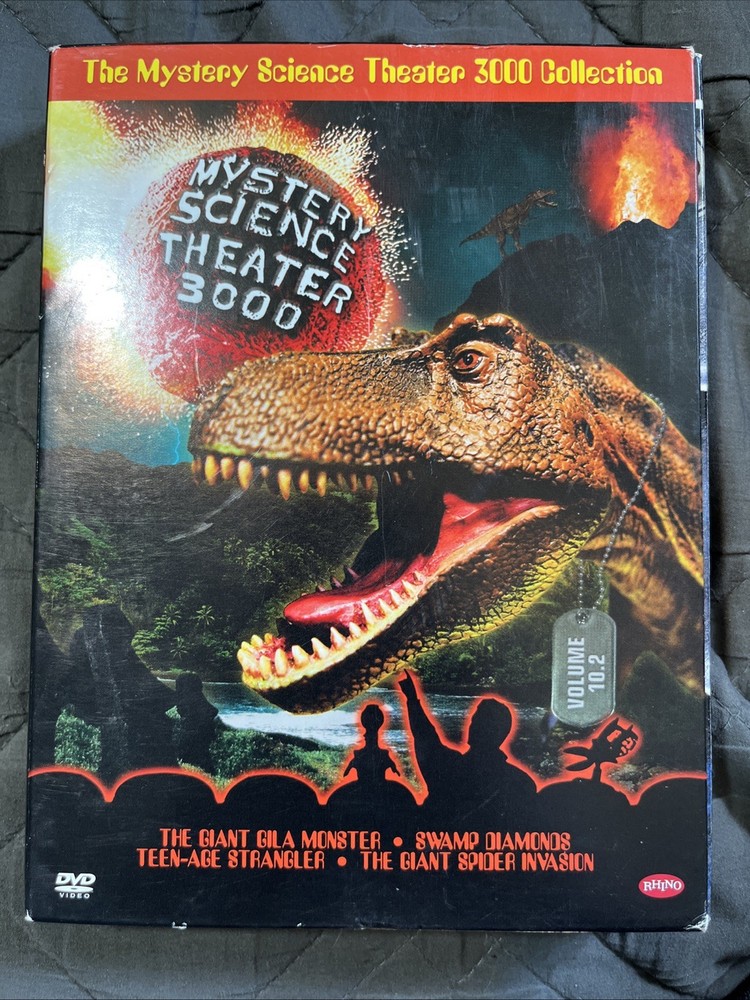 The Mystery Science Theater 3000 Collection
MYSTERY
SCIENCE
THEATER
3000
VOLUME
10.2
THE GIANT GILA MONSTER • SWAMP DIAMONDS
TEEN-AGE STRANGLER • THE GIANT SPIDER INVASION
DVD
VIDEO
RHINO